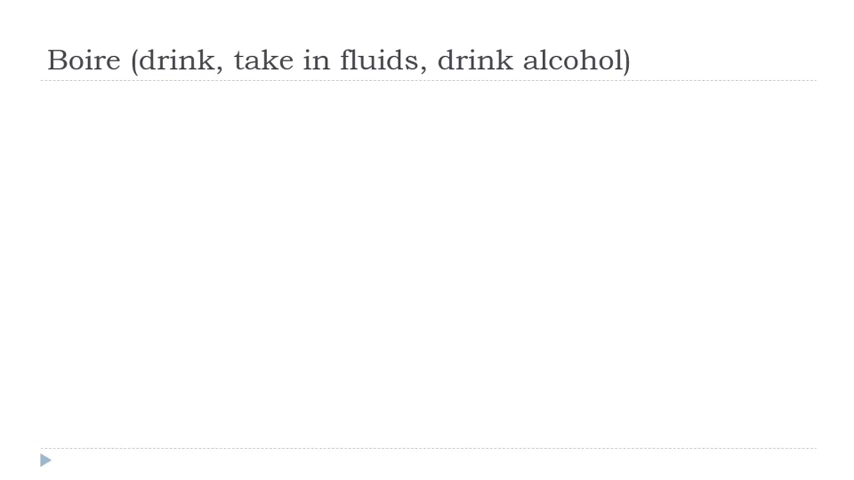 Boire (drink, take in fluids, drink alcohol)